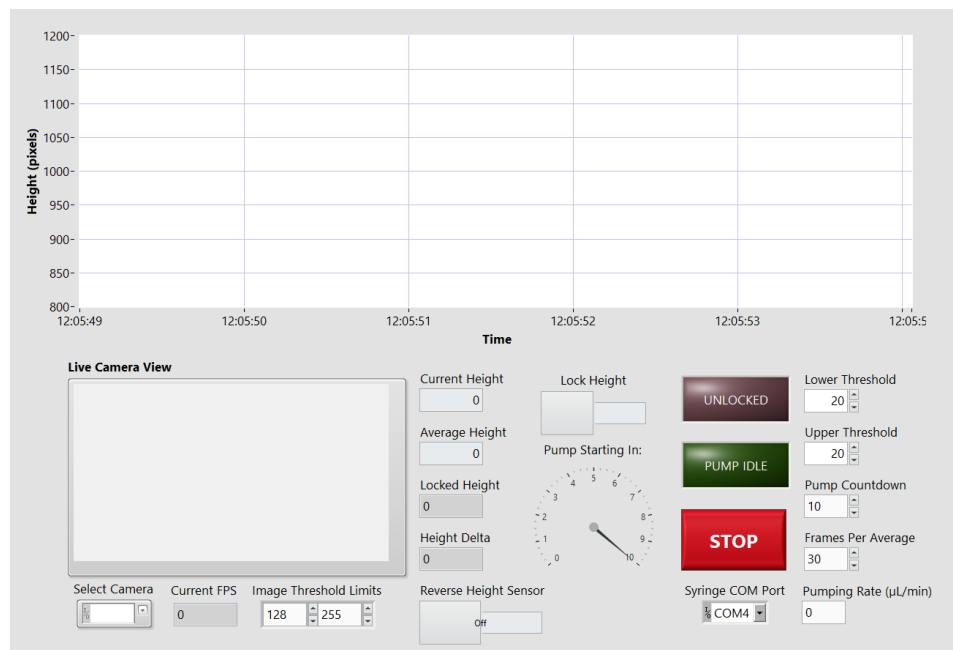 1200
1150
1100
1050
1000
950
900
850
800
Height (pixels)
12:05:49 12:05:50 12:05:51 12:05:52 12:05:53 12:05:5
Time
Live Camera View
Current Height
0
Average Height
0
Locked Height
0
Height Delta
0
Lock Height
Pump Starting In:
0 1 2 3 4 5 6 7 8 9 10
UNLOCKED
PUMP IDLE
STOP
Lower Threshold
20
Upper Threshold
20
Pump Countdown
10
Frames Per Average
30
Select Camera
Current FPS
0
Image Threshold Limits
128 255
Reverse Height Sensor
Off
Syringe COM Port
COM4
Pumping Rate (µL/min)
0